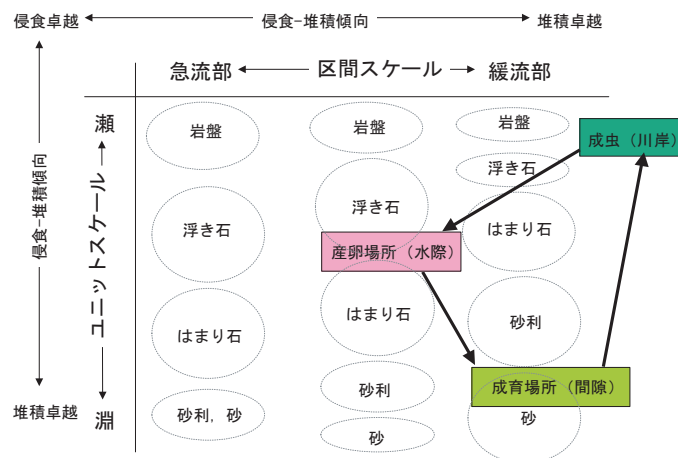 侵食卓越
侵食-堆積傾向
堆積卓越
急流部
区間スケール
緩流部
侵食-堆積傾向
ユニットスケール
瀬
岩盤
岩盤
岩盤
成虫（川岸）
浮き石
浮き石
浮き石
はまり石
産卵場所（水際）
はまり石
はまり石
砂利
成育場所（間隙）
砂利
堆積卓越
淵
砂利，砂
砂
砂